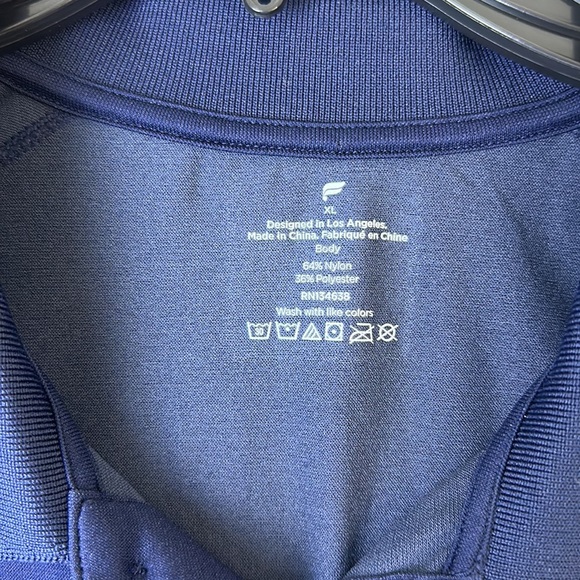 XL
Designed in Los Angeles.
Made in China. Fabriqué en Chine
Body
64% Nylon
36% Polyester
RN134638
Wash with like colors
30